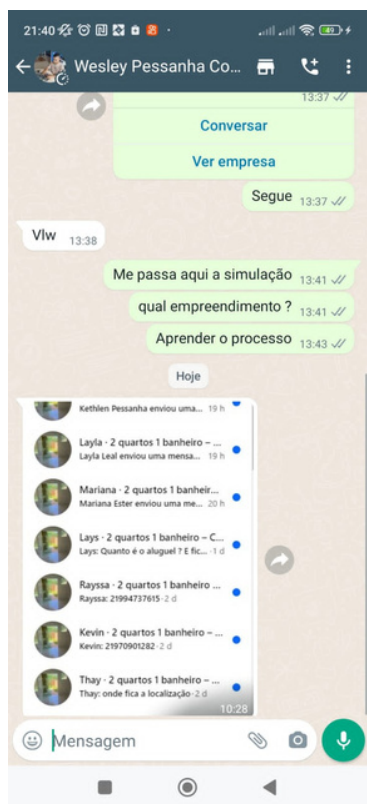 21:40
49
Wesley Pessanha Co...
13:37
Conversar
Ver empresa
Segue 13:37
Vlw 13:38
Me passa aqui a simulação 13:41
qual empreendimento ? 13:41
Aprender o processo 13:43
Hoje
Kethlen Pessanha enviou uma... 19 h
Layla · 2 quartos 1 banheiro – ...
Layla Leal enviou uma mensa... 19 h
Mariana · 2 quartos 1 banheir...
Mariana Ester enviou uma me... 20 h
Lays · 2 quartos 1 banheiro – C...
Lays: Quanto é o aluguel ? E fic... · 1 d
Rayssa · 2 quartos 1 banheiro ...
Rayssa: 21994737615 · 2 d
Kevin · 2 quartos 1 banheiro – ...
Kevin: 21970901282 · 2 d
Thay · 2 quartos 1 banheiro – ...
Thay: onde fica a localização · 2 d
10:28
Mensagem